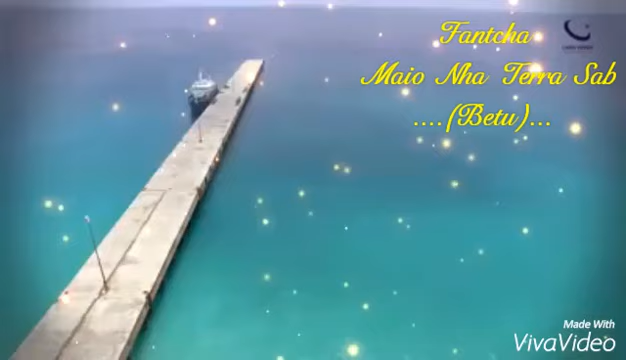 Fantcha
Maio Nha Terra Sab
....(Betu)...
Made With
VivaVideo